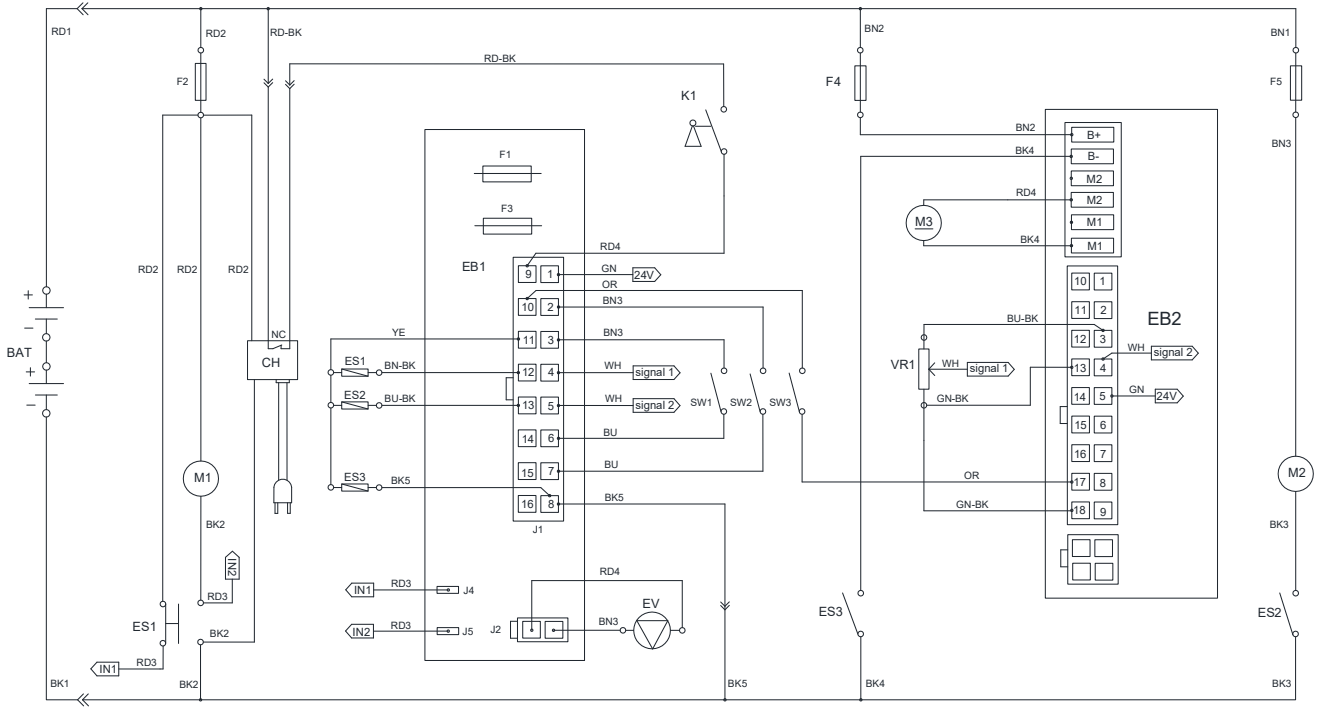 RD1
RD2
RD-BK
BN2
BN1
F2
RD-BK
K1
F4
F5
F1
F3
BN2
B+
BK4
B-
M2
RD4
M2
M3
M1
BK4
M1
BN3
RD2
RD2
RD2
EB1
RD4
9 1
GN
24V
OR
10 2
BN3
YE
11 3
BN3
ES1
BN-BK
12 4
WH
signal 1
ES2
BU-BK
13 5
WH
signal 2
SW1
SW2
SW3
14 6
BU
15 7
BU
ES3
BK5
16 8
BK5
J1
+
–
BAT
+
–
NC
CH
M1
BK2
IN2
RD3
ES1
BK2
IN1
RD3
BK1
BK2
IN1
RD3
J4
IN2
RD3
J5
J2
RD4
BN3
EV
BK5
10 1
11 2
EB2
BU-BK
12 3
WH
signal 2
VR1
WH
signal 1
13 4
GN-BK
14 5
GN
24V
15 6
16 7
OR
17 8
GN-BK
18 9
M2
BK3
ES3
ES2
BK4
BK3